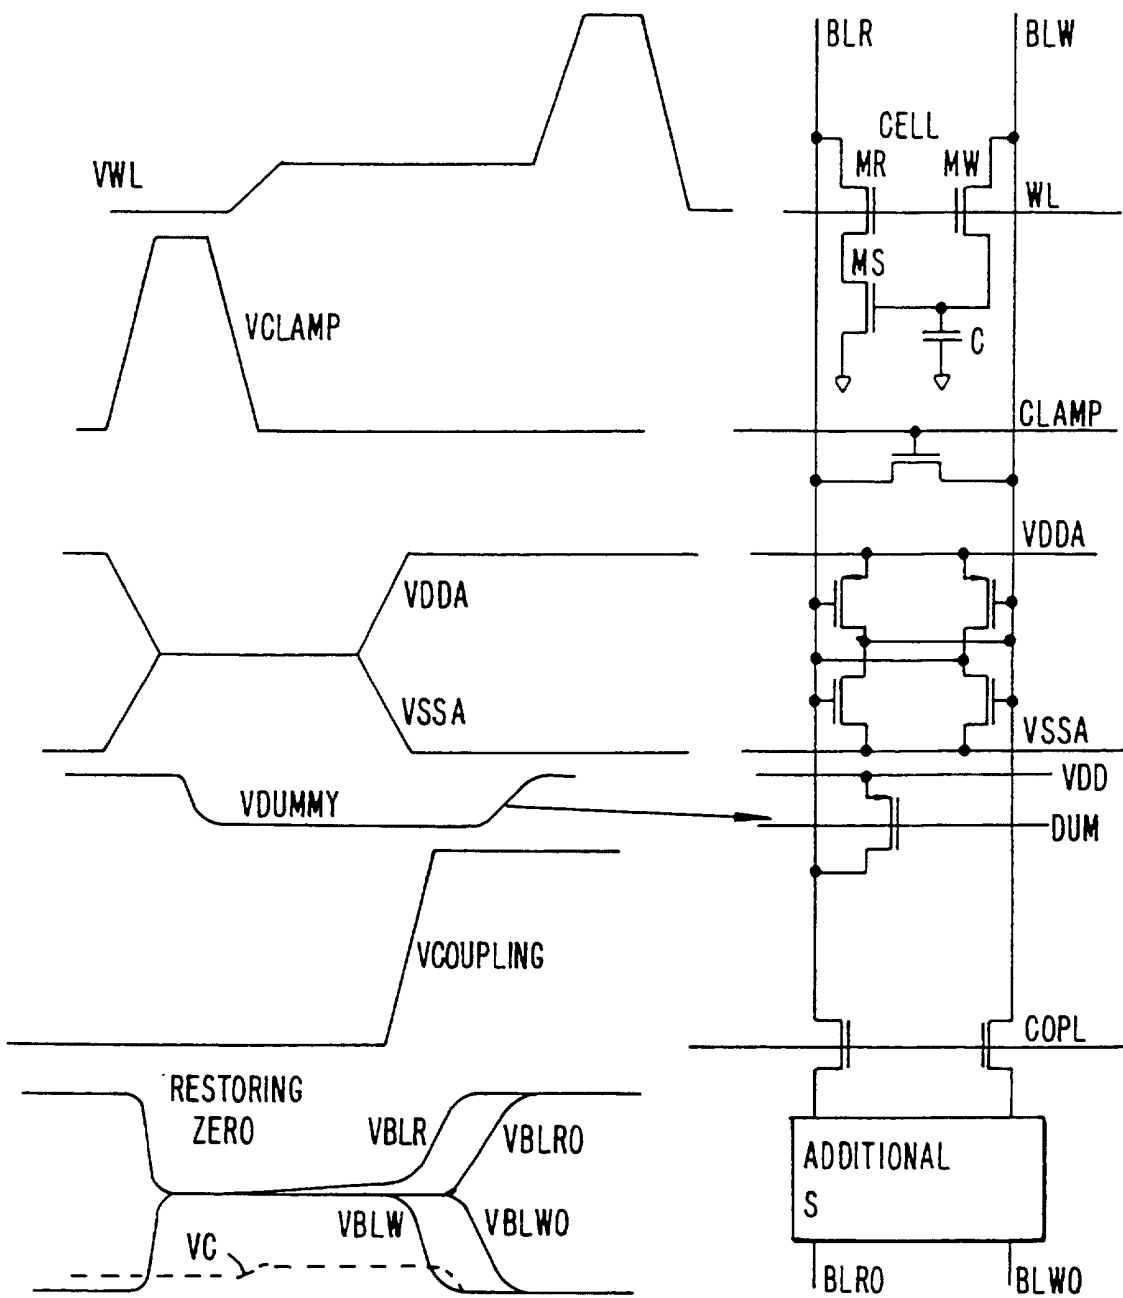 BLR
BLW
CELL
MR
MW
VWL
WL
MS
C
VCLAMP
CLAMP
VDDA
VDDA
VSSA
VSSA
VDD
VDUMMY
DUM
VCOUPLING
COPL
RESTORING
ZERO
VBLR
VBLRO
ADDITIONAL
S
VBLW
VBLWO
VC
BLRO
BLWO